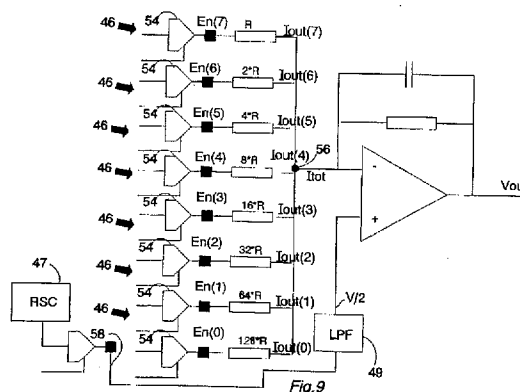 54
En(7)
R
Iout(7)
46
54
En(6)
2*R
Iout(6)
46
54
En(5)
4*R
Iout(5)
46
54
En(4)
8*R
Iout(4)
56
46
Itot
-
Vou
54
En(3)
16*R
Iout(3)
46
+
54
En(2)
32*R
Iout(2)
46
47
54
En(1)
64*R
Iout(1)
V/2
RSC
46
58
54
En(0)
128*R
Iout(0)
LPF
49
Fig.9